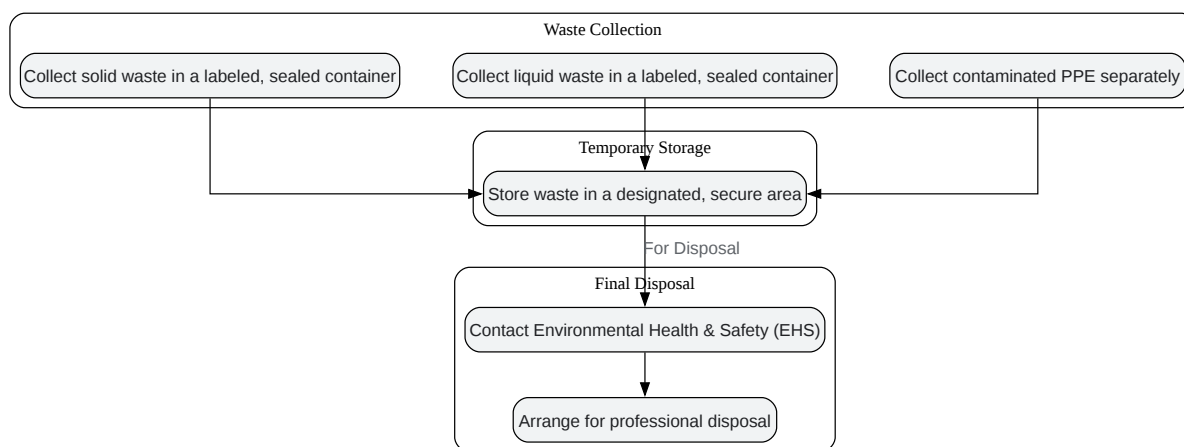 Waste Collection
Collect solid waste in a labeled, sealed container
Collect liquid waste in a labeled, sealed container
Collect contaminated PPE separately
Temporary Storage
Store waste in a designated, secure area
For Disposal
Final Disposal
Contact Environmental Health & Safety (EHS)
Arrange for professional disposal